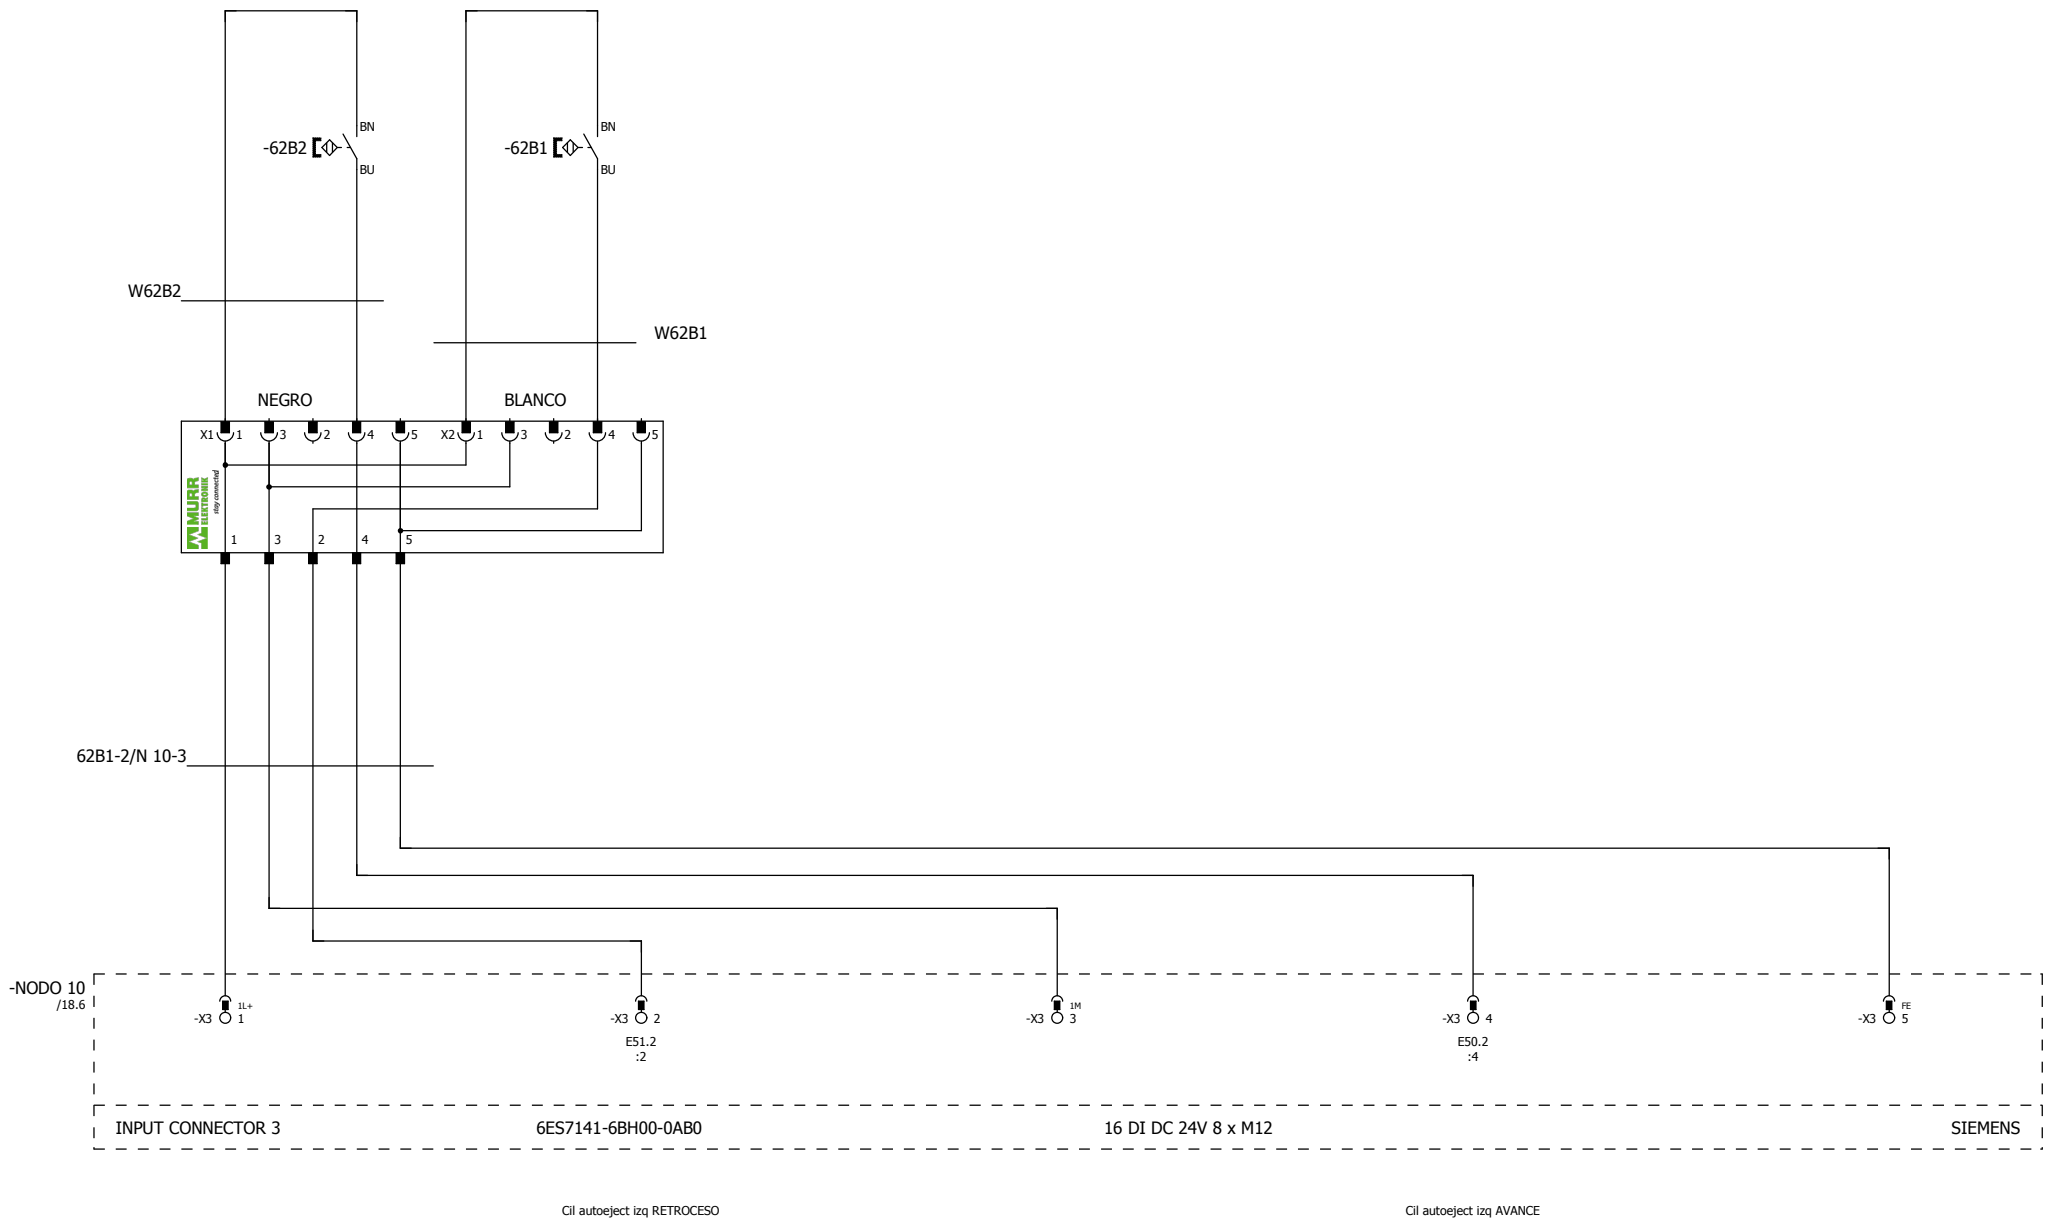 BN BN
-62B2 -62B1
BU BU
W62B2
W62B1
NEGRO BLANCO
X1 1 3 2 4 5 X2 1 3 2 4 5
MURR
ELEKTRONIK
stay connected
1 3 2 4 5
62B1-2/N 10-3
-NODO 10
/18.6
1L+ 1M FE
-X3 1 -X3 2 -X3 3 -X3 4 -X3 5
E51.2 E50.2
:2 :4
INPUT CONNECTOR 3 6ES7141-6BH00-0AB0 16 DI DC 24V 8 x M12 SIEMENS
Cil autoeject izq RETROCESO Cil autoeject izq AVANCE